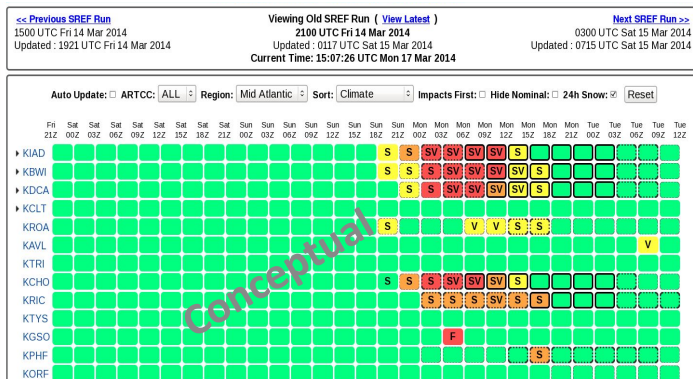 << Previous SREF Run
1500 UTC Fri 14 Mar 2014
Updated : 1921 UTC Fri 14 Mar 2014
Viewing Old SREF Run ( View Latest )
2100 UTC Fri 14 Mar 2014
Updated : 0117 UTC Sat 15 Mar 2014
Current Time: 15:07:26 UTC Mon 17 Mar 2014
Next SREF Run >>
0300 UTC Sat 15 Mar 2014
Updated : 0715 UTC Sat 15 Mar 2014
Auto Update: ARTCC: ALL Region: Mid Atlantic Sort: Climate Impacts First: Hide Nominal: 24h Snow: Reset
Fri Sat Sat Sat Sat Sat Sat Sat Sat Sun Sun Sun Sun Sun Sun Sun Sun Mon Mon Mon Mon Mon Mon Mon Mon Tue Tue Tue Tue Tue
21Z 00Z 03Z 06Z 09Z 12Z 15Z 18Z 21Z 00Z 03Z 06Z 09Z 12Z 15Z 18Z 21Z 00Z 03Z 06Z 09Z 12Z 15Z 18Z 21Z 00Z 03Z 06Z 09Z 12Z
KIAD S S SV SV SV SV S
KBWI S S S SV SV SV SV S
KDCA S S SV SV SV SV S
KCLT
KROA S V V S S
KAVL V
KTRI
KCHO S S S SV SV SV S
KRIC S S S SV S S
KTYS
KGSO F
KPHF S
KORF
Conceptual